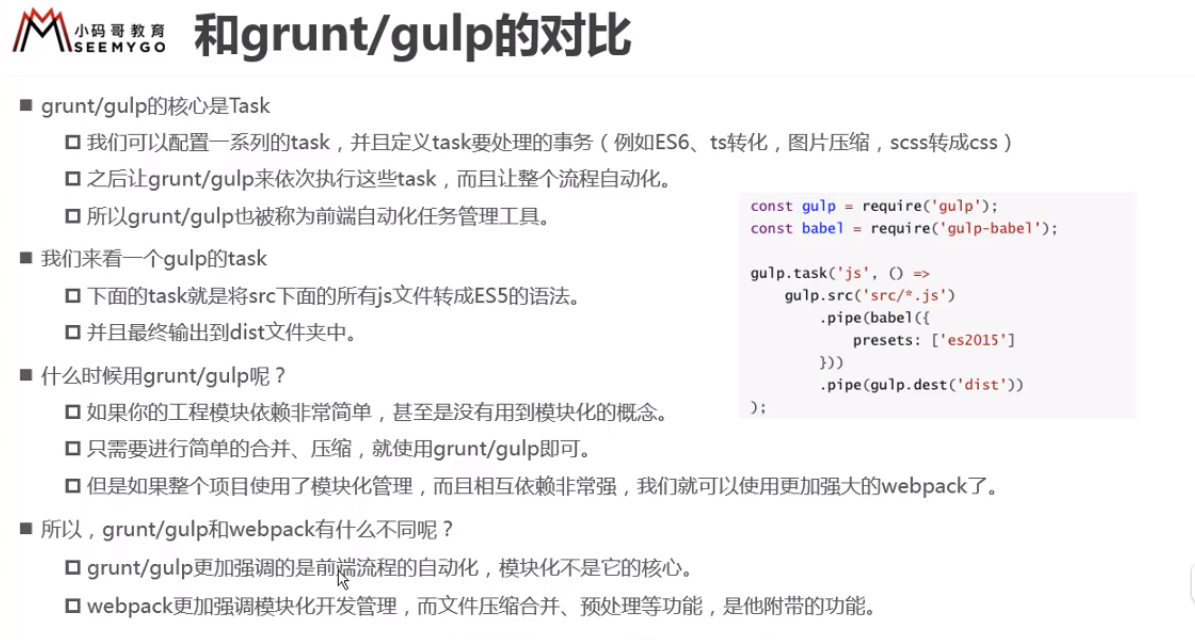 小码哥教育
SEEMYGO
和grunt/gulp的对比
■ grunt/gulp的核心是Task
□ 我们可以配置一系列的task，并且定义task要处理的事务（例如ES6、ts转化，图片压缩，scss转成css）
□ 之后让grunt/gulp来依次执行这些task，而且让整个流程自动化。
□ 所以grunt/gulp也被称为前端自动化任务管理工具。
■ 我们来看一个gulp的task
□ 下面的task就是将src下面的所有js文件转成ES5的语法。
□ 并且最终输出到dist文件夹中。
const gulp = require('gulp');
const babel = require('gulp-babel');
gulp.task('js', () =>
gulp.src('src/*.js')
.pipe(babel({
presets: ['es2015']
}))
.pipe(gulp.dest('dist'))
);
■ 什么时候用grunt/gulp呢？
□ 如果你的工程模块依赖非常简单，甚至是没有用到模块化的概念。
□ 只需要进行简单的合并、压缩，就使用grunt/gulp即可。
□ 但是如果整个项目使用了模块化管理，而且相互依赖非常强，我们就可以使用更加强大的webpack了。
■ 所以，grunt/gulp和webpack有什么不同呢？
□ grunt/gulp更加强调的是前端流程的自动化，模块化不是它的核心。
□ webpack更加强调模块化开发管理，而文件压缩合并、预处理等功能，是他附带的功能。